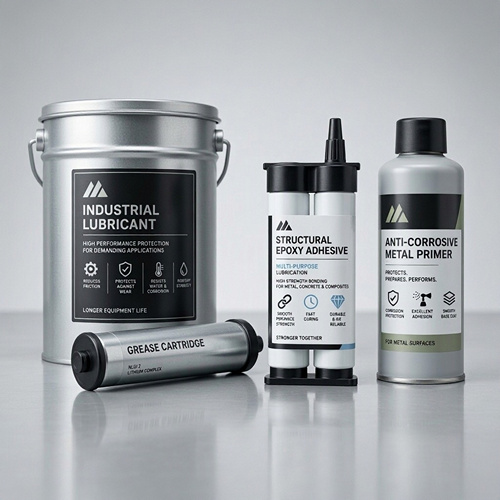 INDUSTRIAL
LUBRICANT
HIGH PERFORMANCE PROTECTION
FOR DEMANDING APPLICATIONS
REDUCES
FRICTION
PROTECTS
AGAINST
WEAR
RESISTS
WATER &
CORROSION
LONGER EQUIPMENT LIFE
GREASE CARTRIDGE
NLGI 2
LITHIUM COMPLEX
STRUCTURAL
EPOXY ADHESIVE
MULTI-PURPOSE
LUBRICATION
HIGH STRENGTH BONDING
FOR METAL, CONCRETE & COMPOSITES
STRENGTH
CURING
DURABLE
RELIABLE
STRONGER TOGETHER
ANTI-CORROSIVE
METAL PRIMER
PROTECTS.
PREPARES. PERFORMS.
CORROSION
PROTECTION
EXCELLENT
ADHESION
SMOOTH
BASE COAT
FOR METAL SURFACES